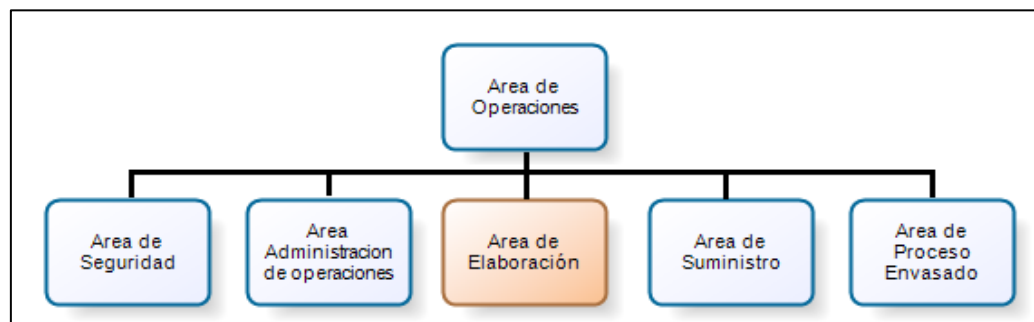 Area de
Operaciones
Area de
Seguridad
Area
Administracion
de operaciones
Area de
Elaboración
Area de
Suministro
Area de
Proceso
Envasado